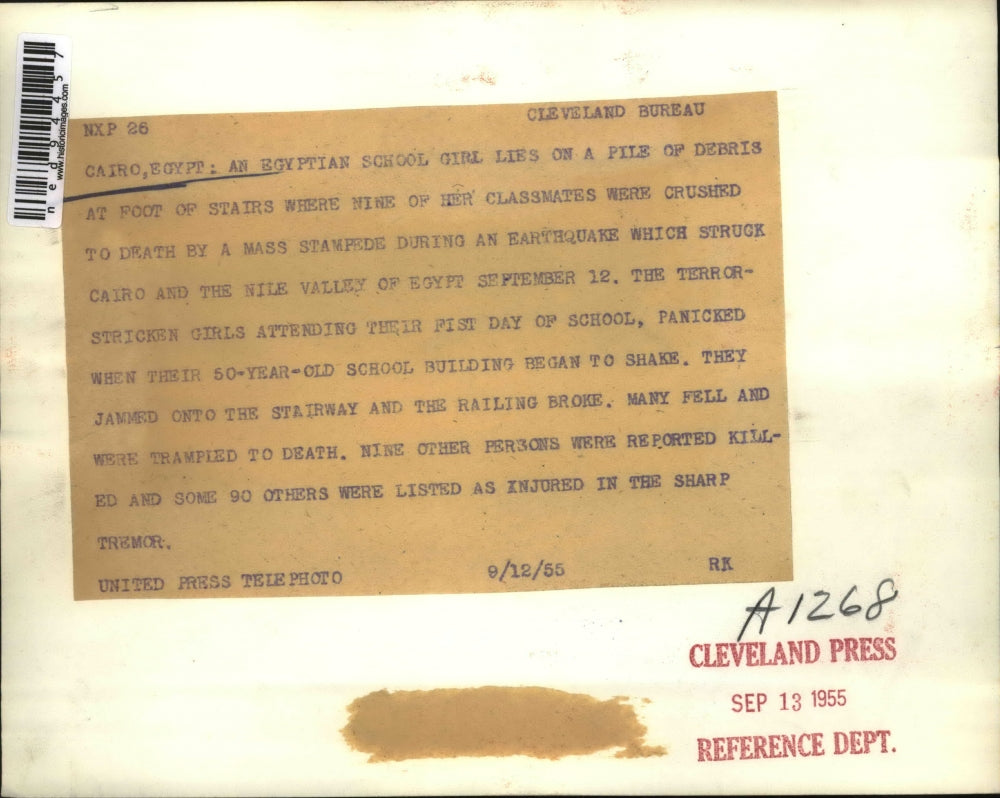 CLEVELAND BUREAU
NXP 26
CAIRO,EGYPT: AN EGYPTIAN SCHOOL GIRL LIES ON A PILE OF DEBRIS
AT FOOT OF STAIRS WHERE NINE OF HER CLASSMATES WERE CRUSHED
TO DEATH BY A MASS STAMPEDE DURING AN EARTHQUAKE WHICH STRUCK
CAIRO AND THE NILE VALLEY OF EGYPT SEPTEMBER 12. THE TERROR-
STRICKEN GIRLS ATTENDING THEIR FIST DAY OF SCHOOL, PANICKED
WHEN THEIR 50-YEAR-OLD SCHOOL BUILDING BEGAN TO SHAKE. THEY
JAMMED ONTO THE STAIRWAY AND THE RAILING BROKE. MANY FELL AND
WERE TRAMPLED TO DEATH. NINE OTHER PERSONS WERE REPORTED KILL-
ED AND SOME 90 OTHERS WERE LISTED AS INJURED IN THE SHARP
TREMOR.
UNITED PRESS TELEPHOTO 9/12/55 RK
A1268
CLEVELAND PRESS
SEP 13 1955
REFERENCE DEPT.
ned94457
www.historicimages.com